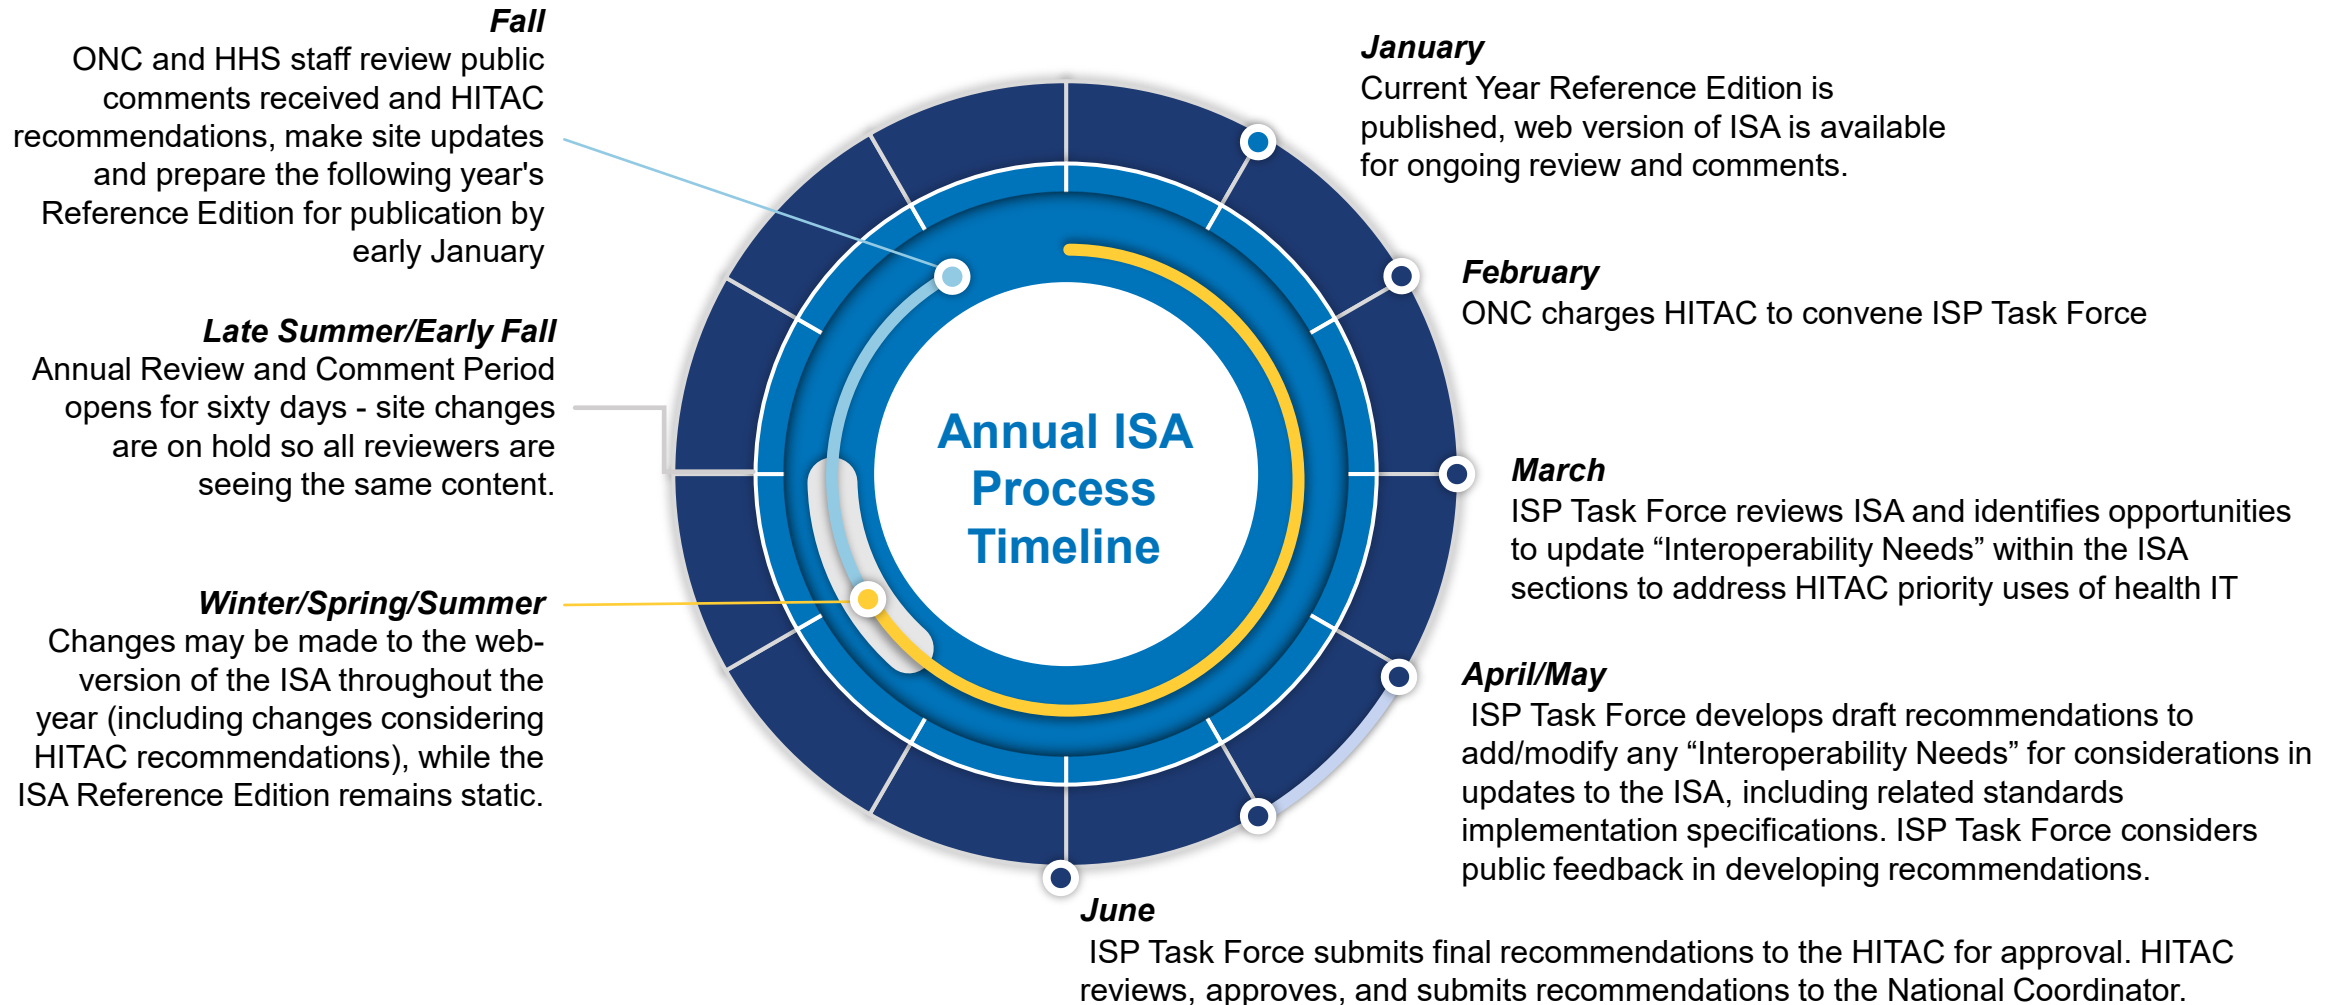 Fall
ONC and HHS staff review public
comments received and HITAC
recommendations, make site updates
and prepare the following year's
Reference Edition for publication by
early January
Late Summer/Early Fall
Annual Review and Comment Period
opens for sixty days - site changes
are on hold so all reviewers are
seeing the same content.
Winter/Spring/Summer
Changes may be made to the web-
version of the ISA throughout the
year (including changes considering
HITAC recommendations), while the
ISA Reference Edition remains static.
Annual ISA
Process
Timeline
January
Current Year Reference Edition is
published, web version of ISA is available
for ongoing review and comments.
February
ONC charges HITAC to convene ISP Task Force
March
ISP Task Force reviews ISA and identifies opportunities
to update “Interoperability Needs” within the ISA
sections to address HITAC priority uses of health IT
April/May
ISP Task Force develops draft recommendations to
add/modify any “Interoperability Needs” for considerations in
updates to the ISA, including related standards
implementation specifications. ISP Task Force considers
public feedback in developing recommendations.
June
ISP Task Force submits final recommendations to the HITAC for approval. HITAC
reviews, approves, and submits recommendations to the National Coordinator.